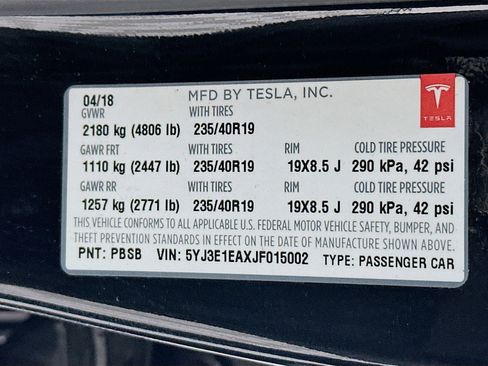 04/18 MFD BY TESLA, INC.
GVWR WITH TIRES
2180 kg (4806 lb) 235/40R19
GAWR FRT WITH TIRES RIM COLD TIRE PRESSURE
1110 kg (2447 lb) 235/40R19 19X8.5 J 290 kPa, 42 psi
GAWR RR WITH TIRES RIM COLD TIRE PRESSURE
1257 kg (2771 lb) 235/40R19 19X8.5 J 290 kPa, 42 psi
THIS VEHICLE CONFORMS TO ALL APPLICABLE U.S. FEDERAL MOTOR VEHICLE SAFETY, BUMPER, AND
THEFT PREVENTION STANDARDS IN EFFECT ON THE DATE OF MANUFACTURE SHOWN ABOVE.
PNT: PBSB VIN: 5YJ3E1EAXJF015002 TYPE: PASSENGER CAR
TESLA